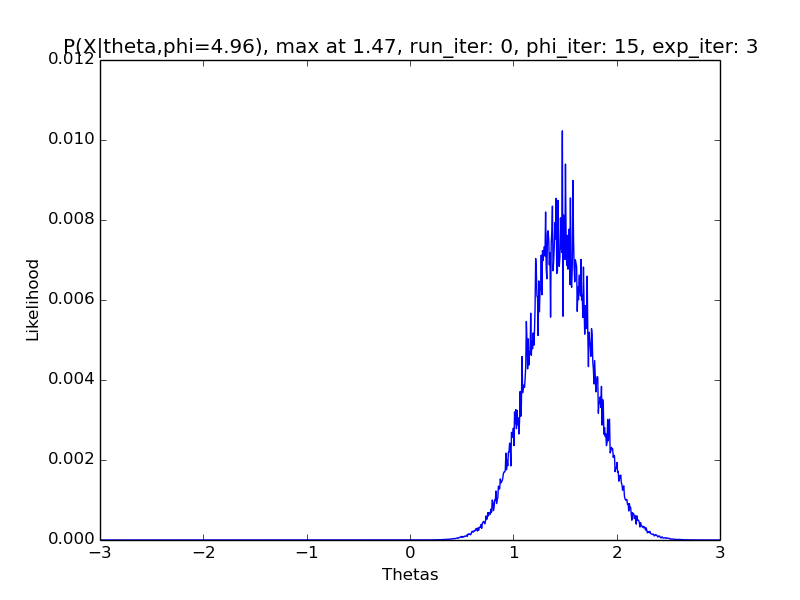 P(X|theta,phi=4.96), max at 1.47, run_iter: 0, phi_iter: 15, exp_iter: 3
0.012
0.010
0.008
0.006
0.004
0.002
0.000
Likelihood
−3 −2 −1 0 1 2 3
Thetas